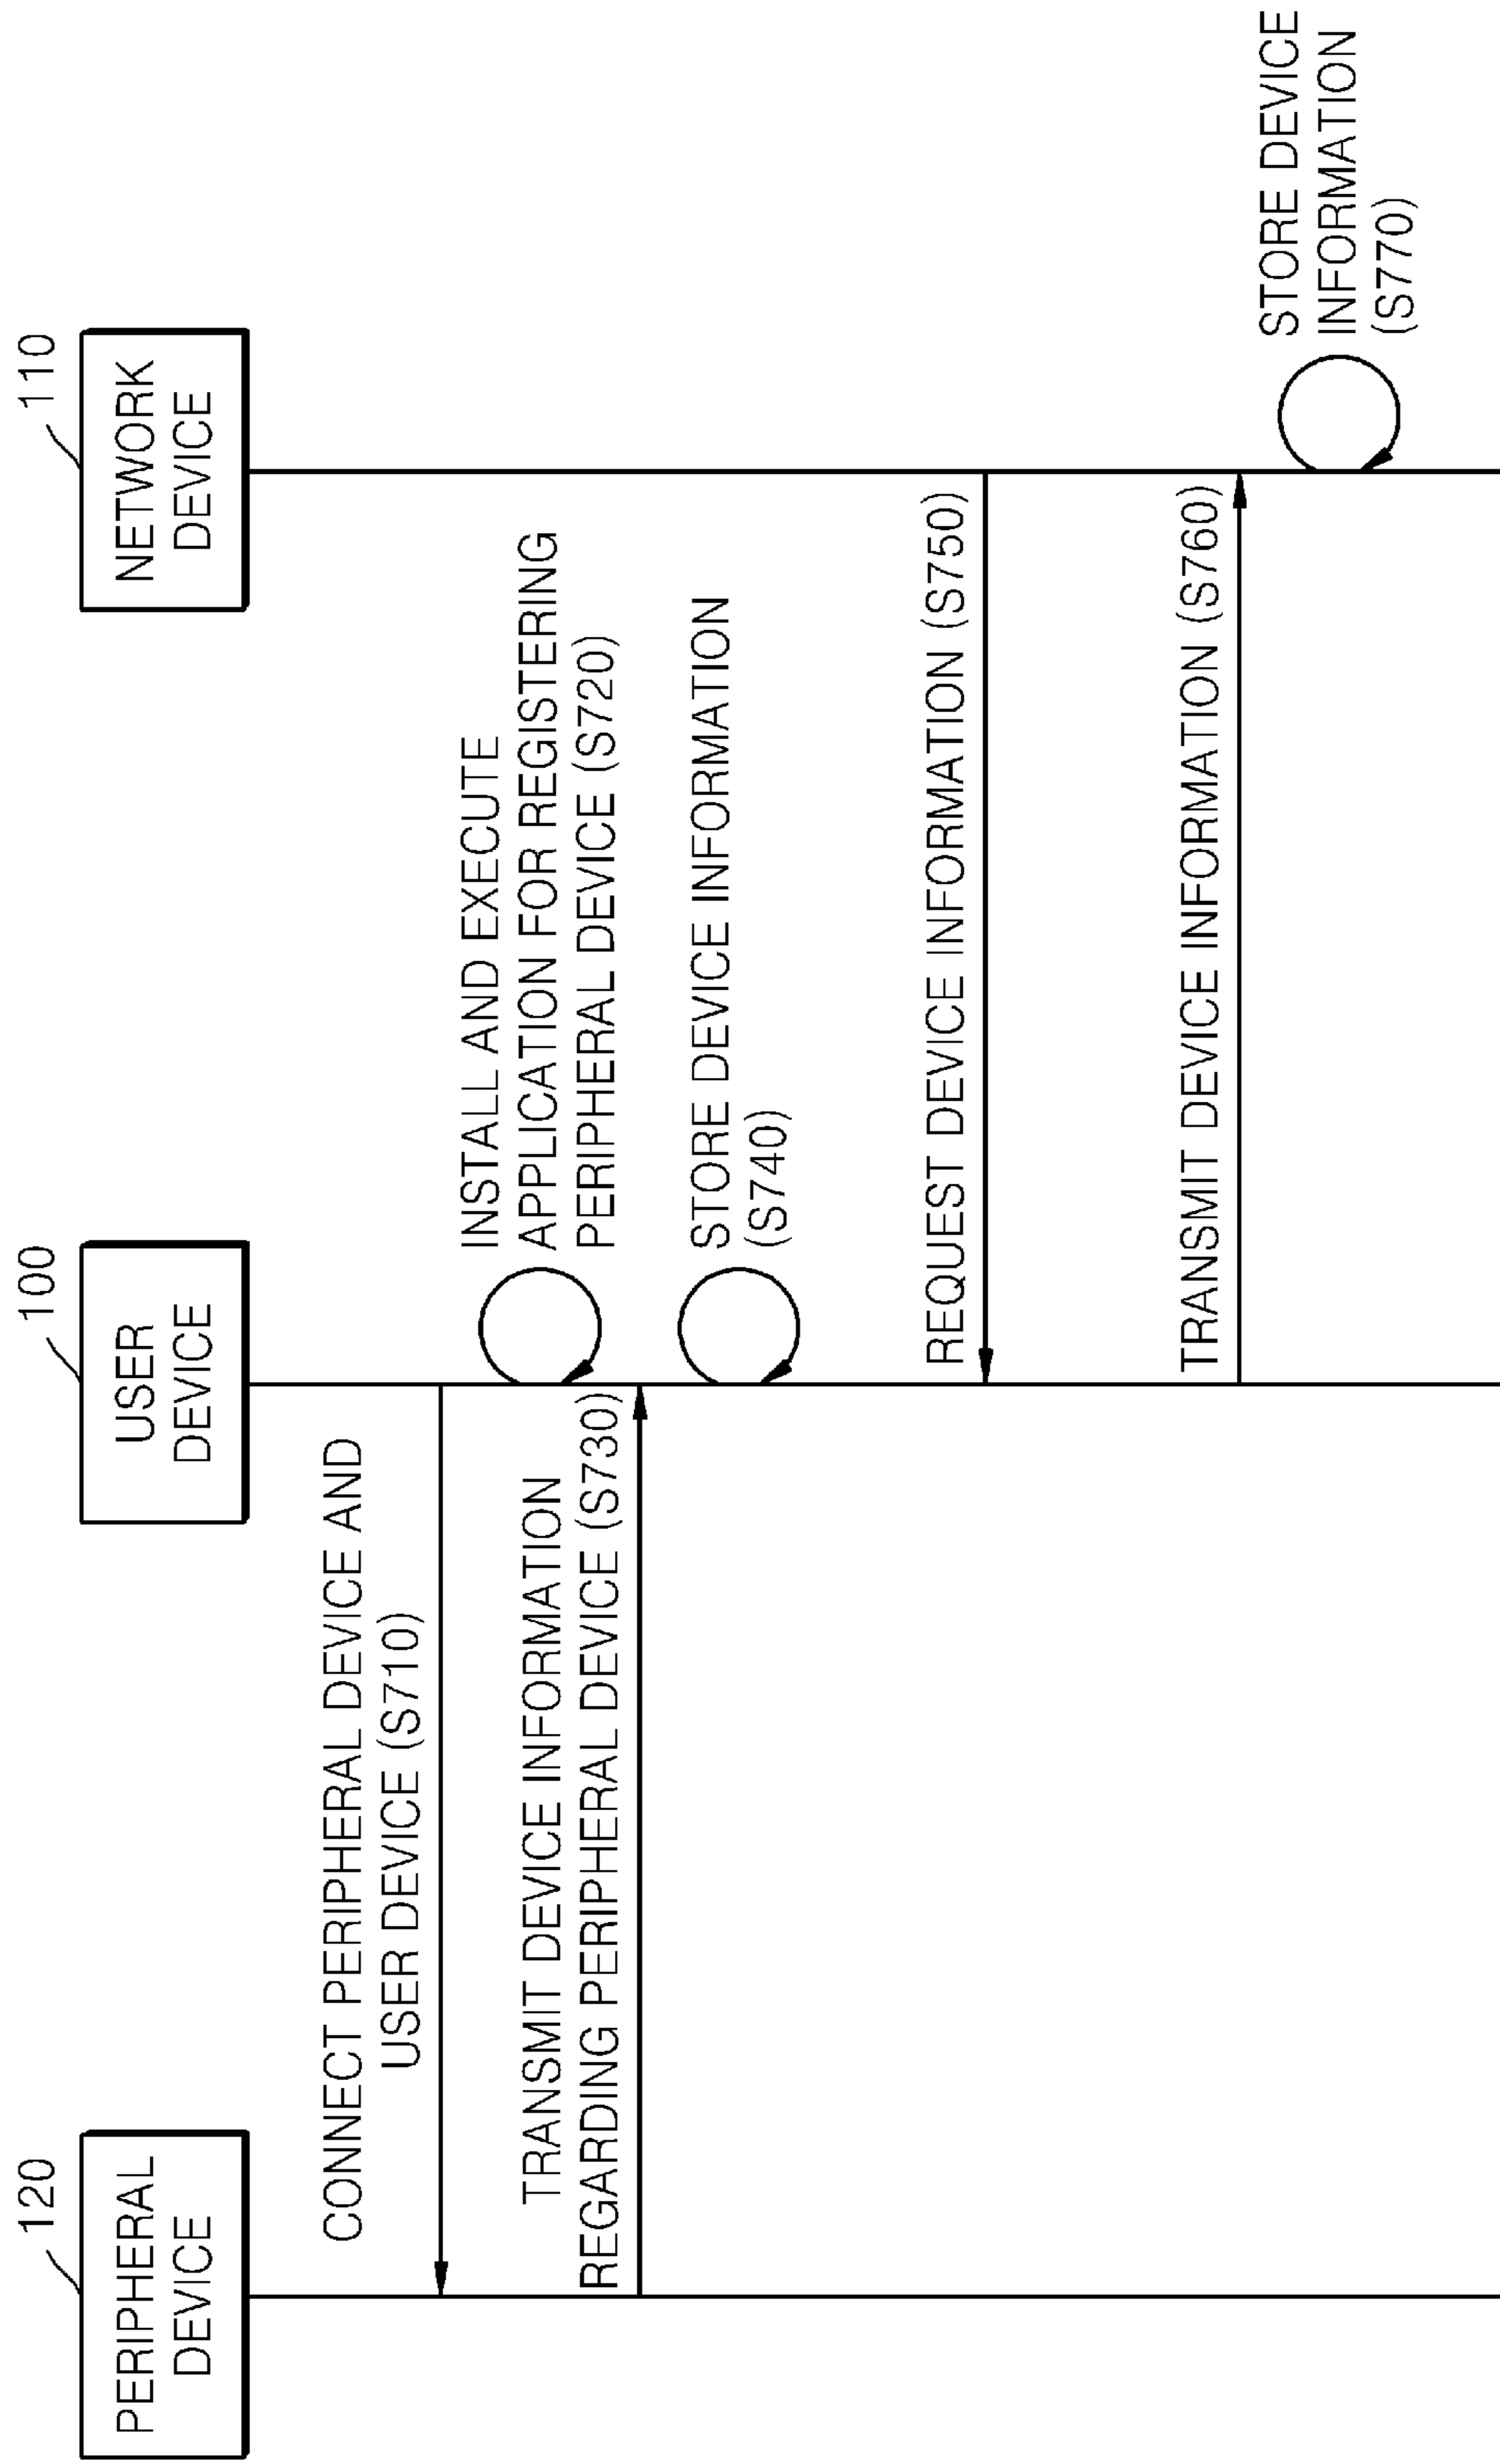 120
PERIPHERAL
DEVICE
100
USER
DEVICE
110
NETWORK
DEVICE
CONNECT PERIPHERAL DEVICE AND
USER DEVICE (S710)
INSTALL AND EXECUTE
APPLICATION FOR REGISTERING
PERIPHERAL DEVICE (S720)
TRANSMIT DEVICE INFORMATION
REGARDING PERIPHERAL DEVICE (S730)
STORE DEVICE INFORMATION
(S740)
REQUEST DEVICE INFORMATION (S750)
TRANSMIT DEVICE INFORMATION (S760)
STORE DEVICE
INFORMATION
(S770)